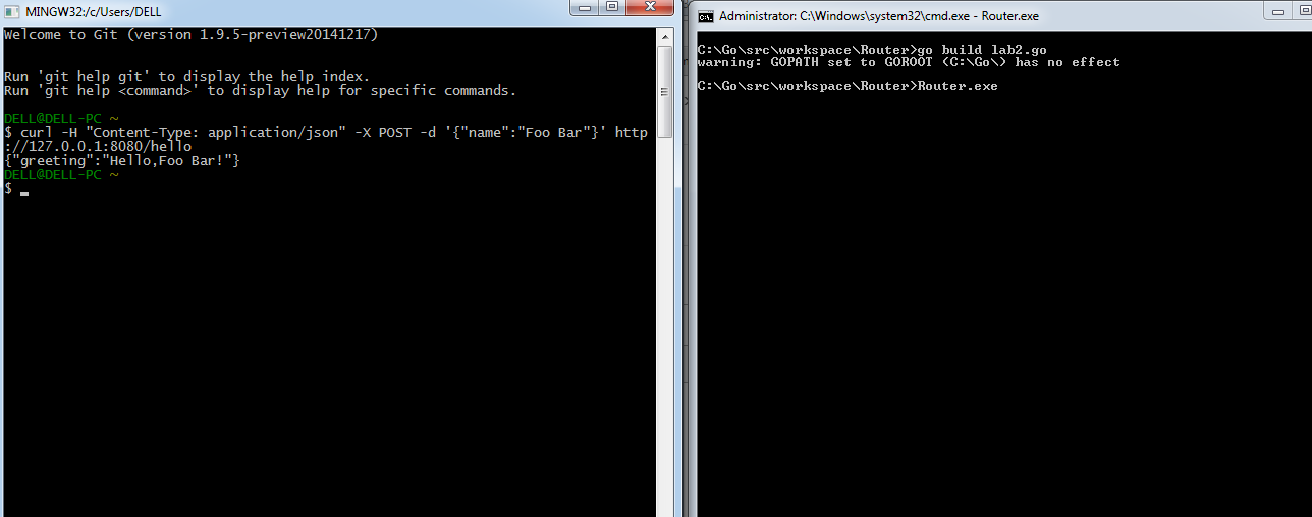 MINGW32:/c/Users/DELL
Welcome to Git (version 1.9.5-preview20141217)
Run 'git help git' to display the help index.
Run 'git help <command>' to display help for specific commands.
DELL@DELL-PC ~
$ curl -H "Content-Type: application/json" -X POST -d '{"name":"Foo Bar"}' http
://127.0.0.1:8080/hello
{"greeting":"Hello,Foo Bar!"}
DELL@DELL-PC ~
$
Administrator: C:\Windows\system32\cmd.exe - Router.exe
C:\Go\src\workspace\Router>go build lab2.go
warning: GOPATH set to GOROOT (C:\Go\) has no effect
C:\Go\src\workspace\Router>Router.exe